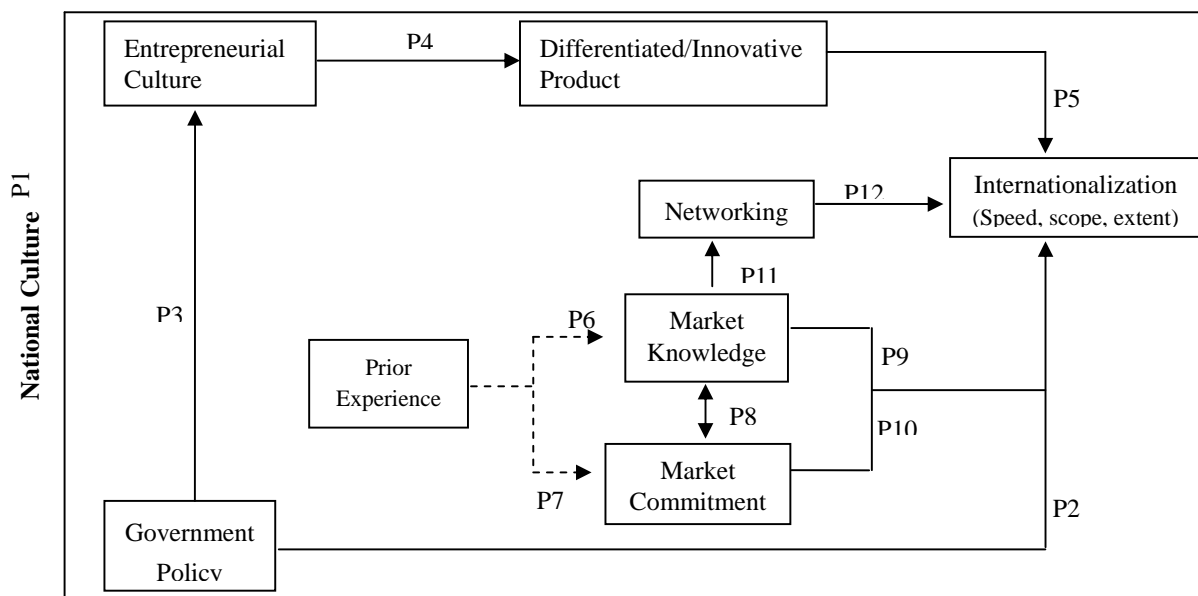 Entrepreneurial
Culture
P4
Differentiated/Innovative
Product
P5
National Culture P1
Internationalization
(Speed, scope, extent)
Networking
P12
P11
P3
P6
Market
Knowledge
P9
Prior
Experience
P8
P10
Market
Commitment
P7
P2
Government
Policy